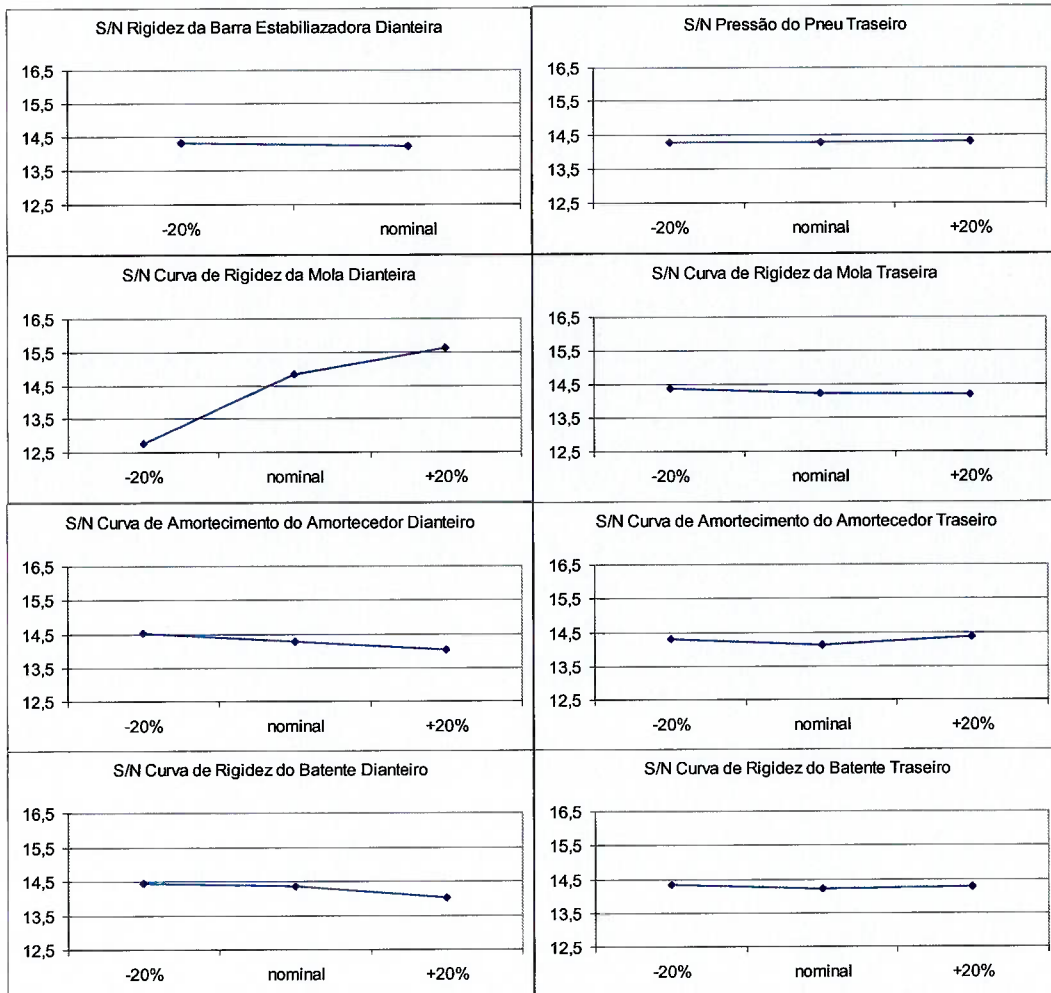 S/N Rigidez da Barra Estabiliazadora Dianteira
16,5
15,5
14,5
13,5
12,5
-20% nominal
S/N Pressão do Pneu Traseiro
16,5
15,5
14,5
13,5
12,5
-20% nominal +20%
S/N Curva de Rigidez da Mola Dianteira
16,5
15,5
14,5
13,5
12,5
-20% nominal +20%
S/N Curva de Rigidez da Mola Traseira
16,5
15,5
14,5
13,5
12,5
-20% nominal +20%
S/N Curva de Amortecimento do Amortecedor Dianteiro
16,5
15,5
14,5
13,5
12,5
-20% nominal +20%
S/N Curva de Amortecimento do Amortecedor Traseiro
16,5
15,5
14,5
13,5
12,5
-20% nominal +20%
S/N Curva de Rigidez do Batente Dianteiro
16,5
15,5
14,5
13,5
12,5
-20% nominal +20%
S/N Curva de Rigidez do Batente Traseiro
16,5
15,5
14,5
13,5
12,5
-20% nominal +20%